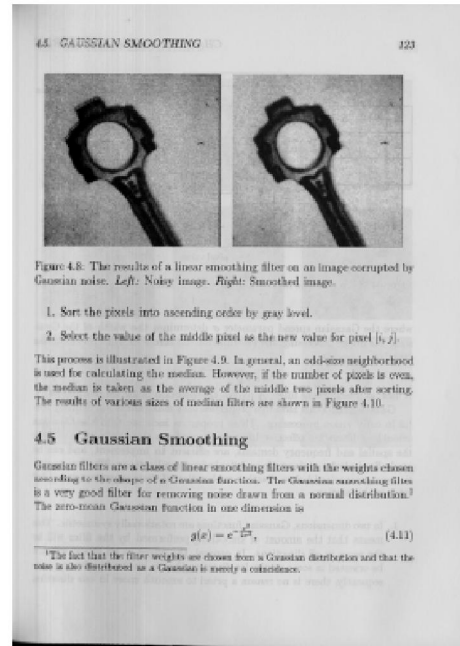 4.5. GAUSSIAN SMOOTHING 123
Figure 4.8: The results of a linear smoothing filter on an image corrupted by
Gaussian noise. Left: Noisy image. Right: Smoothed image.
1. Sort the pixels into ascending order by gray level.
2. Select the value of the middle pixel as the new value for pixel [i, j].
This process is illustrated in Figure 4.9. In general, an odd-size neighborhood
is used for calculating the median. However, if the number of pixels is even,
the median is taken as the average of the middle two pixels after sorting.
The results of various sizes of median filters are shown in Figure 4.10.
4.5 Gaussian Smoothing
Gaussian filters are a class of linear smoothing filters with the weights chosen
according to the shape of a Gaussian function. The Gaussian smoothing filter
is a very good filter for removing noise drawn from a normal distribution.¹
The zero-mean Gaussian function in one dimension is
g(x) = e^{-x²/2σ²}, (4.11)
¹The fact that the filter weights are chosen from a Gaussian distribution and that the
noise is also distributed as a Gaussian is merely a coincidence.